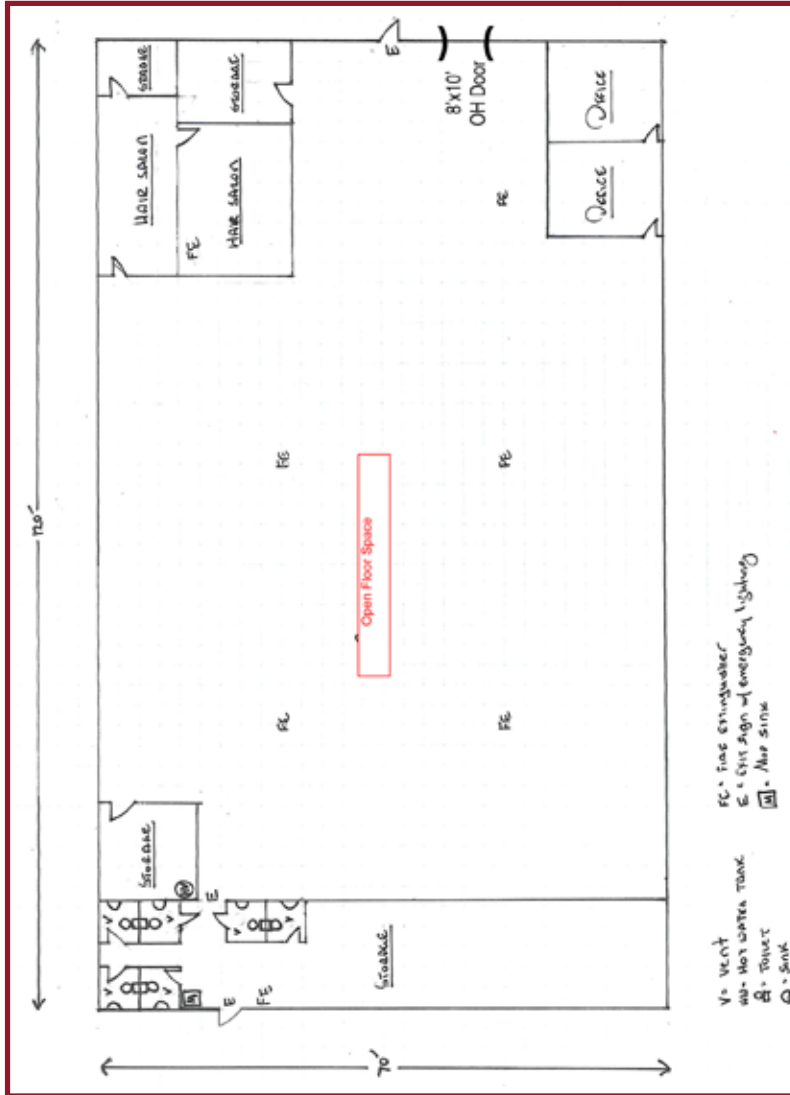 STORAGE
STORAGE
HAIR SALON
HAIR SALON
FE
E
8'x10'
OH Door
OFFICE
OFFICE
FE
FE
FE
Open Floor Space
FE
FE
120'
STORAGE
HW
E
V
V
V
V
V
V
M
E
FE
STORAGE
70'
V = VENT
HW = HOT WATER TANK
= TOILET
= SINK
FE = FIRE EXTINGUISHER
E = EXIT sign w/ emergency lighting
M = MOP SINK